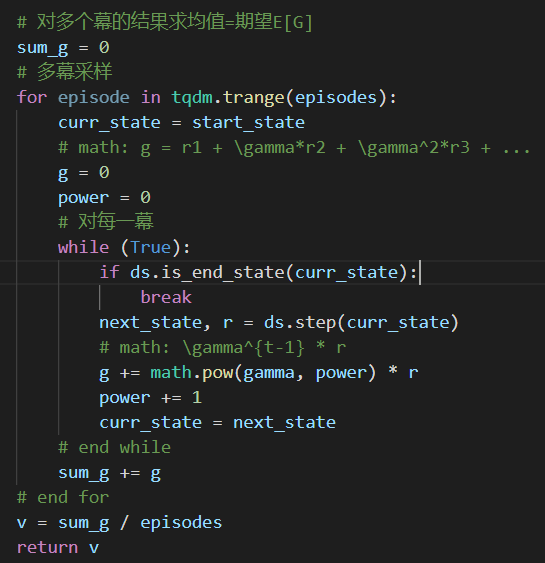 # 对多个幕的结果求均值=期望E[G]
sum_g = 0
# 多幕采样
for episode in tqdm.trange(episodes):
    curr_state = start_state
    # math: g = r1 + \gamma*r2 + \gamma^2*r3 + ...
    g = 0
    power = 0
    # 对每一幕
    while (True):
        if ds.is_end_state(curr_state):
            break
        next_state, r = ds.step(curr_state)
        # math: \gamma^{t-1} * r
        g += math.pow(gamma, power) * r
        power += 1
        curr_state = next_state
    # end while
    sum_g += g
# end for
v = sum_g / episodes
return v